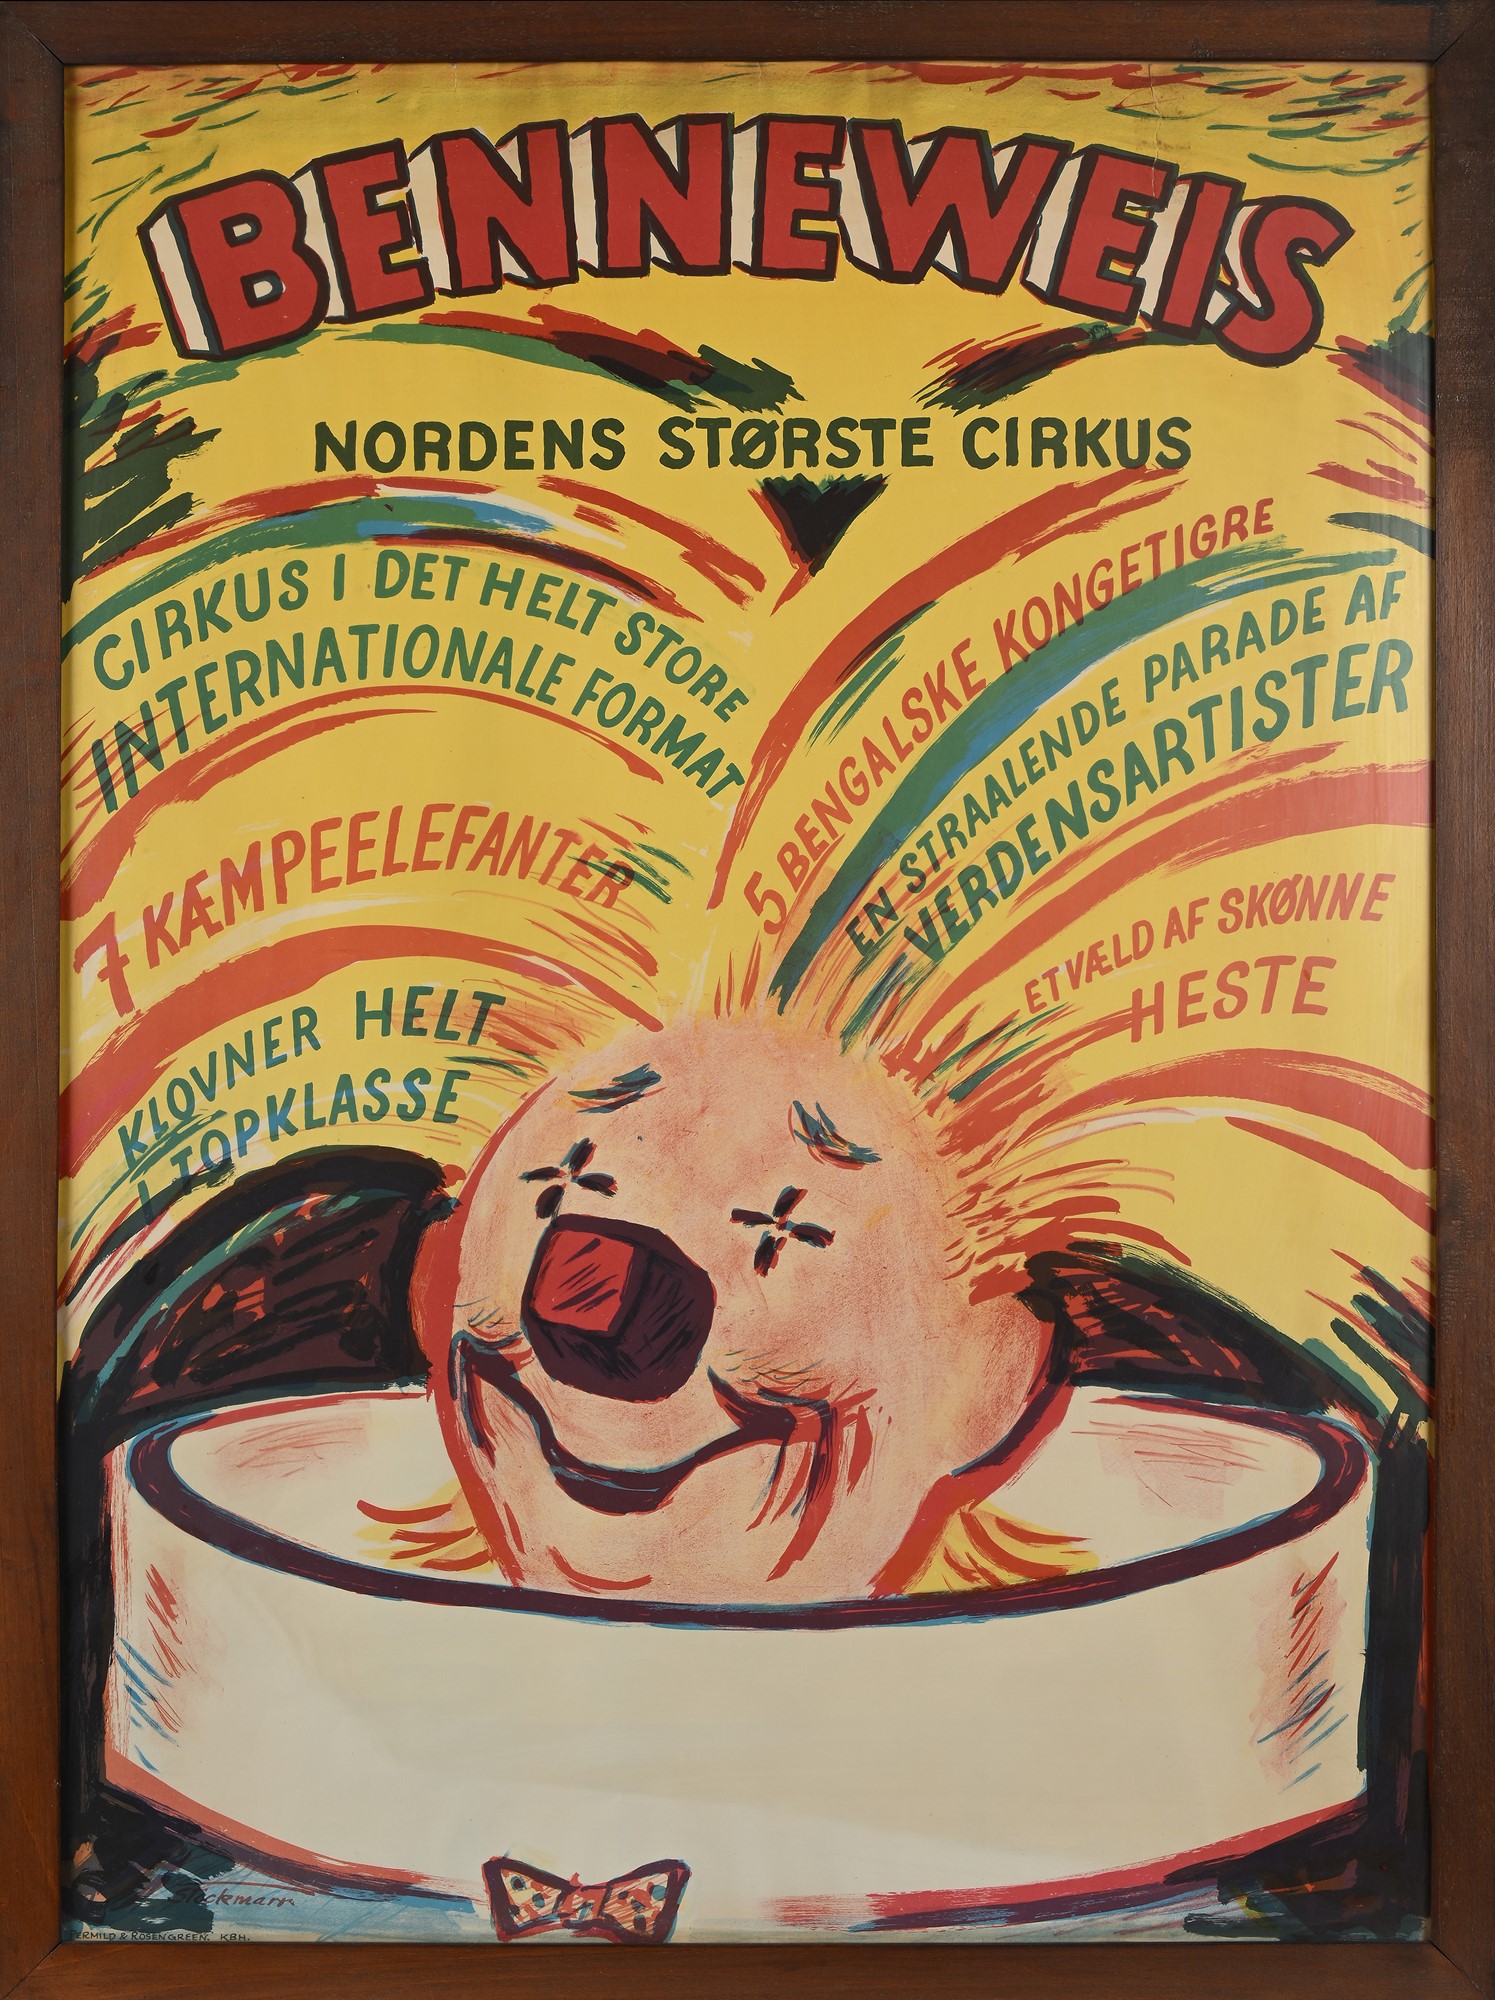 BENNEWEIS
NORDENS STØRSTE CIRKUS
CIRKUS I DET HELT STORE
INTERNATIONALE FORMAT
7 KÆMPEELEFANTER
KLOVNER HELT
I TOPKLASSE
5 BENGALSKE KONGETIGRE
EN STRAALENDE PARADE AF
VERDENSARTISTER
ET VÆLD AF SKØNNE
HESTE
Stockmarr
& ROSENGREEN. KBH.